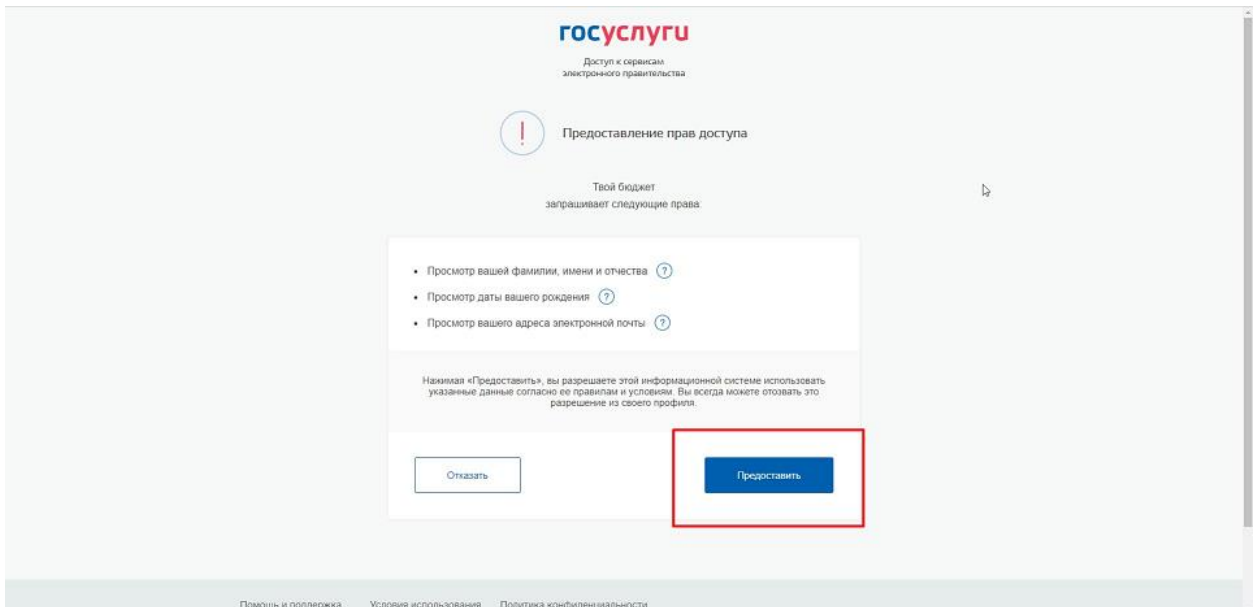 госуслуги
Доступ к сервисам
электронного правительства
Предоставление прав доступа
Твой бюджет
запрашивает следующие права:
Просмотр вашей фамилии, имени и отчества ?
Просмотр даты вашего рождения ?
Просмотр вашего адреса электронной почты ?
Нажимая «Предоставить», вы разрешаете этой информационной системе использовать
указанные данные согласно ее правилам и условиям. Вы всегда можете отозвать это
разрешение из своего профиля.
Отказать
Предоставить
Помощь и поддержка Условия использования Политика конфиденциальности